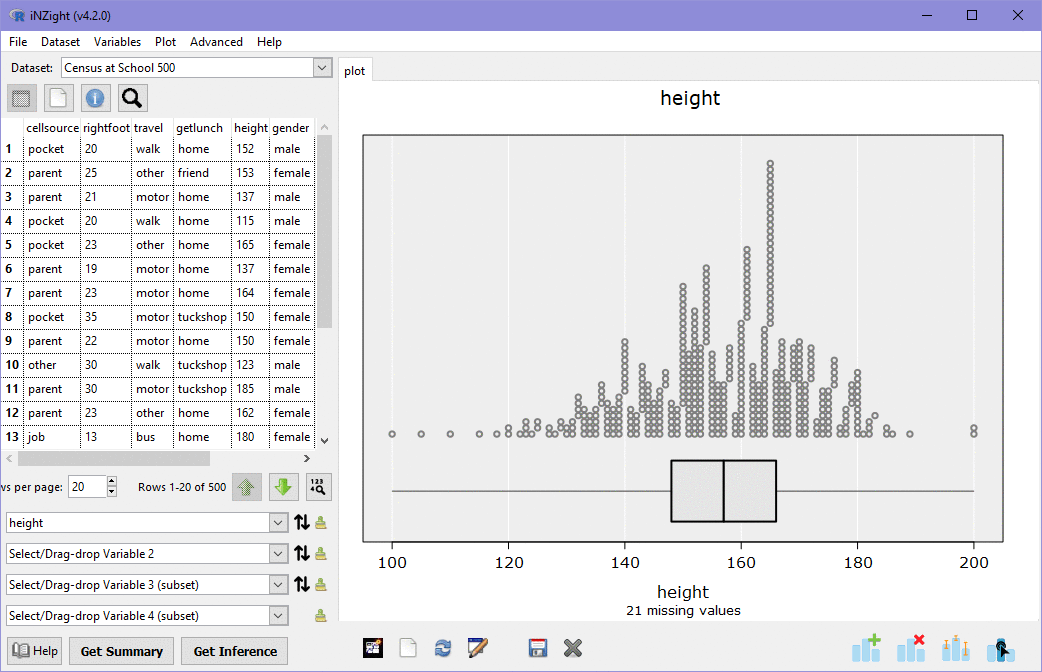 iNZight (v4.2.0)
File Dataset Variables Plot Advanced Help
Dataset: Census at School 500
plot
height
cellsource rightfoot travel getlunch height gender
1 pocket 20 walk home 152 male
2 parent 25 other friend 153 female
3 parent 21 motor home 137 male
4 pocket 20 walk home 115 male
5 pocket 23 other home 165 female
6 parent 19 motor home 137 female
7 parent 23 motor home 164 female
8 pocket 35 motor tuckshop 150 female
9 parent 22 motor home 150 female
10 other 30 walk tuckshop 123 male
11 parent 30 motor tuckshop 185 male
12 parent 23 other home 162 female
13 job 13 bus home 180 female
vs per page: 20 Rows 1-20 of 500 123
height
Select/Drag-drop Variable 2
Select/Drag-drop Variable 3 (subset)
Select/Drag-drop Variable 4 (subset)
Help Get Summary Get Inference
100 120 140 160 180 200
height
21 missing values